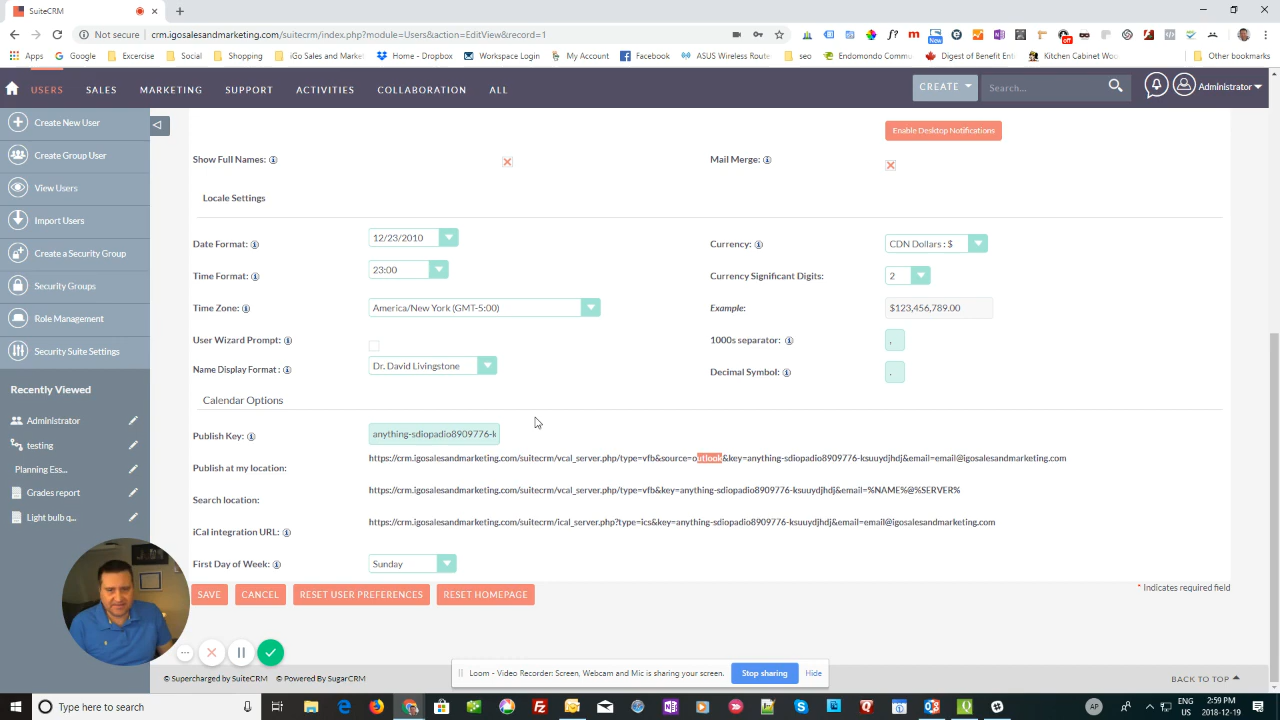 SuiteCRM
crm.igosalesandmarketing.com/suitecrm/index.php?module=Users&action=EditView&record=1
New
off
Apps
Google
Excercise
Social
Shopping
iGo Sales and Mark
Home - Dropbox
Workspace Login
My Account
Facebook
ASUS Wireless Route
seo
Endomondo Commu
Digest of Benefit Ente
Kitchen Cabinet Woo
Other bookmarks
USERS
SALES
MARKETING
SUPPORT
ACTIVITIES
COLLABORATION
ALL
CREATE
Search...
Administrator
Create New User
Create Group User
View Users
Import Users
Create a Security Group
Security Groups
Role Management
Security Suite Settings
Recently Viewed
Administrator
testing
Planning Ess...
Grades report
Light bulb q...
Enable Desktop Notifications
Show Full Names:
Mail Merge:
Locale Settings
Date Format:
12/23/2010
Currency:
CDN Dollars : $
Time Format:
23:00
Currency Significant Digits:
2
Time Zone:
America/New York (GMT-5:00)
Example:
$123,456,789.00
User Wizard Prompt:
1000s separator:
,
Name Display Format :
Dr. David Livingstone
Decimal Symbol:
.
Calendar Options
Publish Key:
anything-sdiopadio8909776-k
Publish at my location:
https://crm.igosalesandmarketing.com/suitecrm/vcal_server.php/type=vfb&source=outlook&key=anything-sdiopadio8909776-ksuuydjhdj&email=email@igosalesandmarketing.com
Search location:
https://crm.igosalesandmarketing.com/suitecrm/vcal_server.php/type=vfb&key=anything-sdiopadio8909776-ksuuydjhdj&email=%NAME%@%SERVER%
iCal integration URL:
https://crm.igosalesandmarketing.com/suitecrm/ical_server.php?type=ics&key=anything-sdiopadio8909776-ksuuydjhdj&email=email@igosalesandmarketing.com
First Day of Week:
Sunday
SAVE
CANCEL
RESET USER PREFERENCES
RESET HOMEPAGE
* Indicates required field
Loom - Video Recorder: Screen, Webcam and Mic is sharing your screen.
Stop sharing
Hide
© Supercharged by SuiteCRM
© Powered By SugarCRM
BACK TO TOP
Type here to search
AP
ENG
US
2:59 PM
2018-12-19